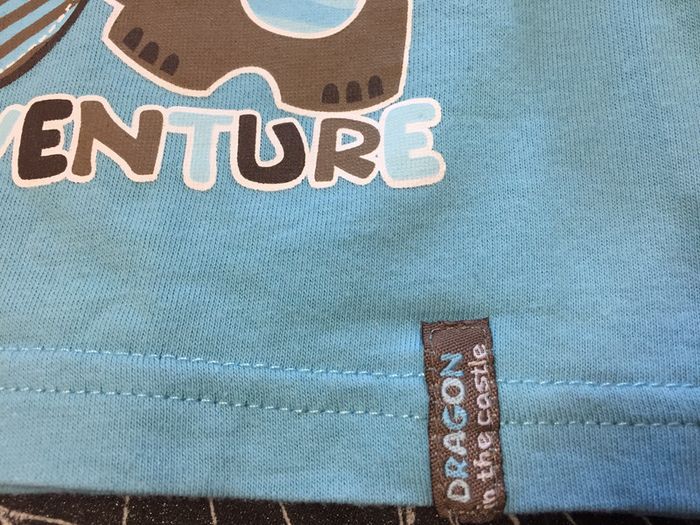 VENTURE
DRAGON
in the castle